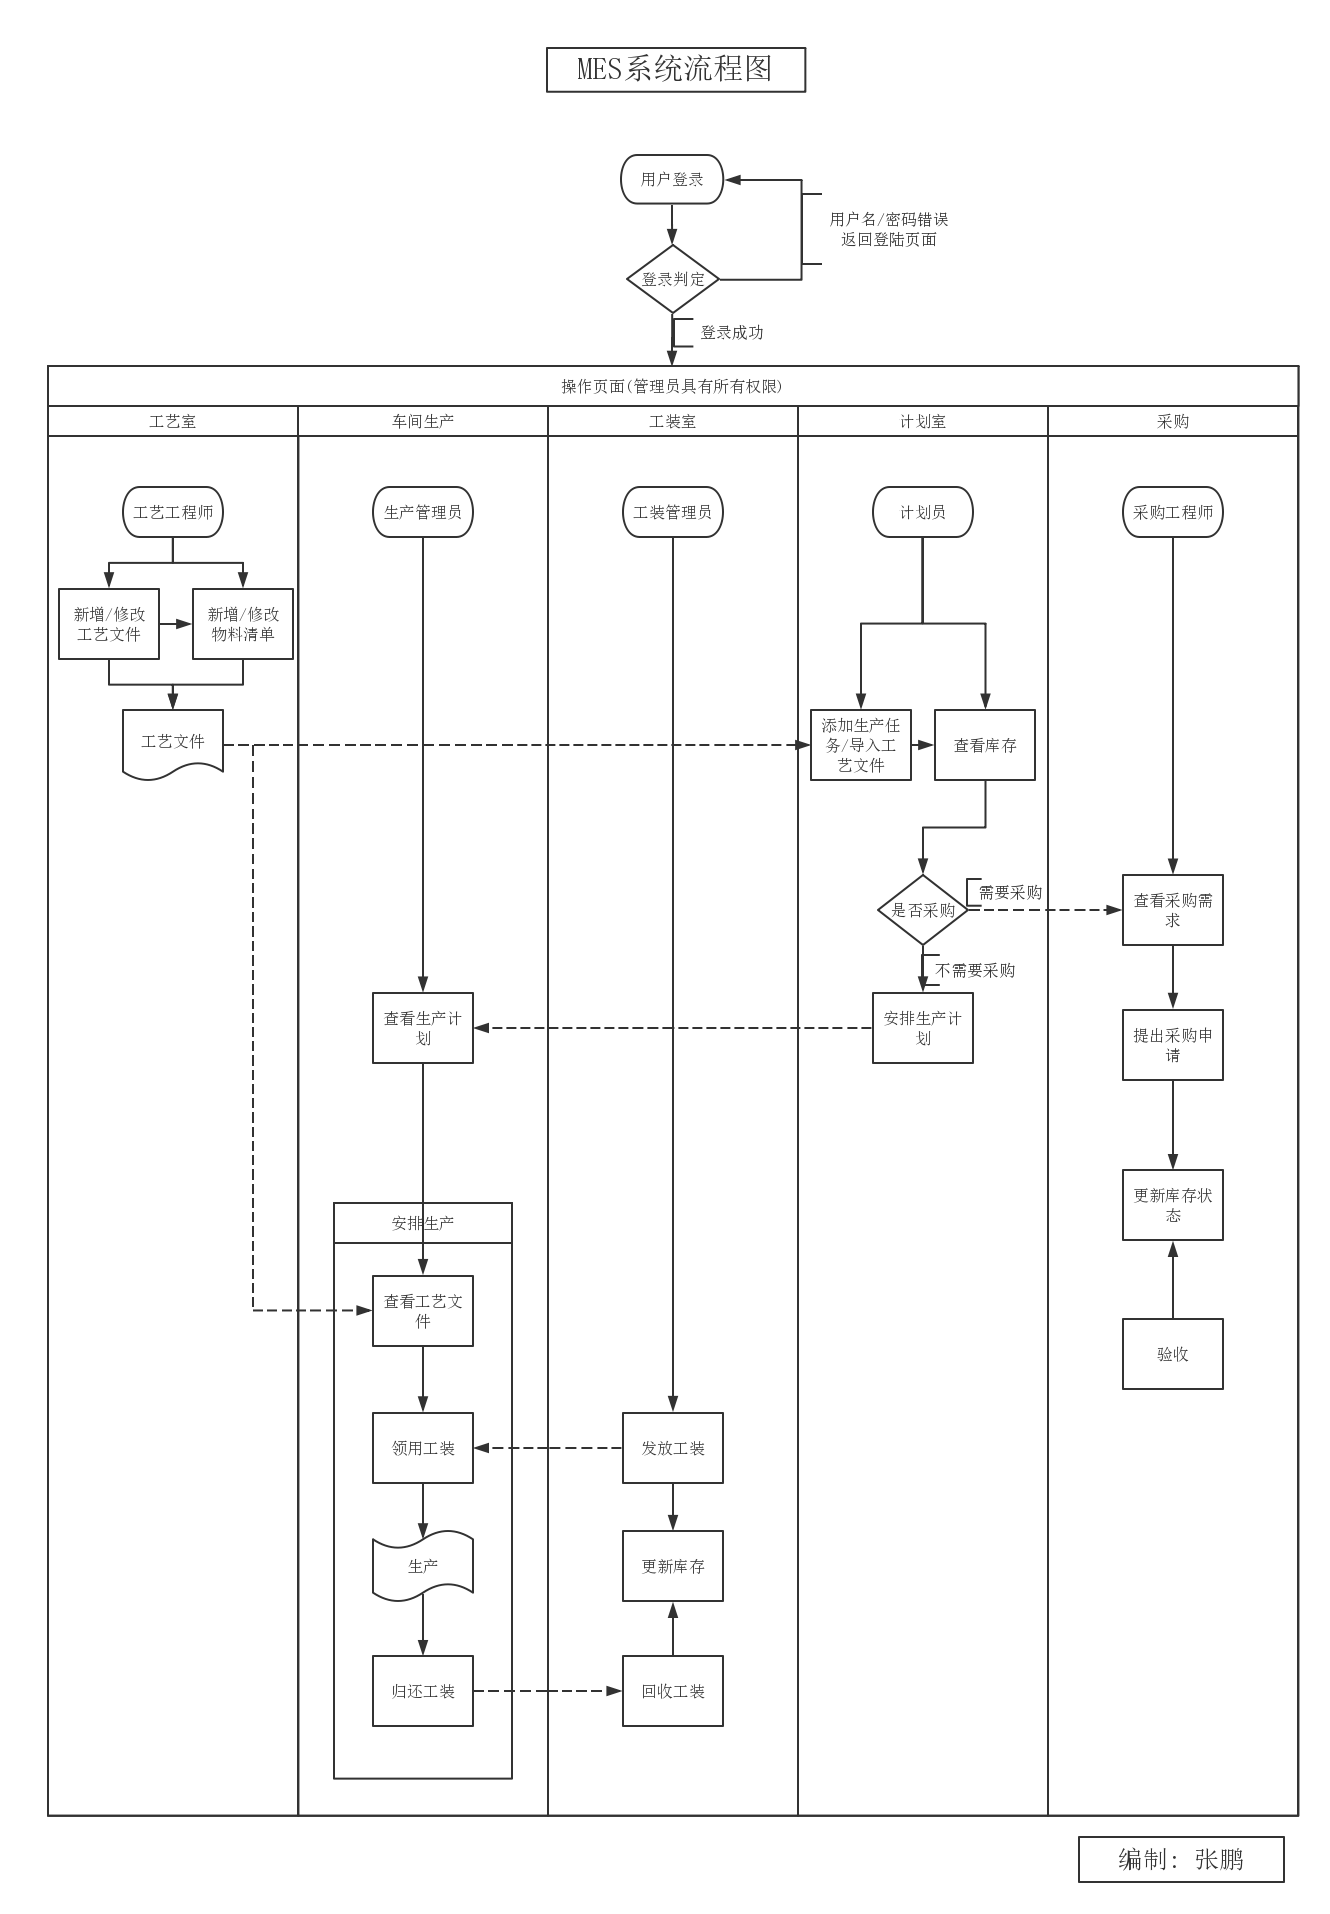 MES系统流程图
用户登录
用户名/密码错误
返回登陆页面
登录判定
登录成功
操作页面(管理员具有所有权限)
工艺室
车间生产
工装室
计划室
采购
工艺工程师
生产管理员
工装管理员
计划员
采购工程师
新增/修改
工艺文件
新增/修改
物料清单
工艺文件
添加生产任
务/导入工
艺文件
查看库存
需要采购
是否采购
查看采购需
求
不需要采购
查看生产计
划
安排生产计
划
提出采购申
请
更新库存状
态
安排生产
查看工艺文
件
验收
领用工装
发放工装
生产
更新库存
归还工装
回收工装
编制: 张鹏